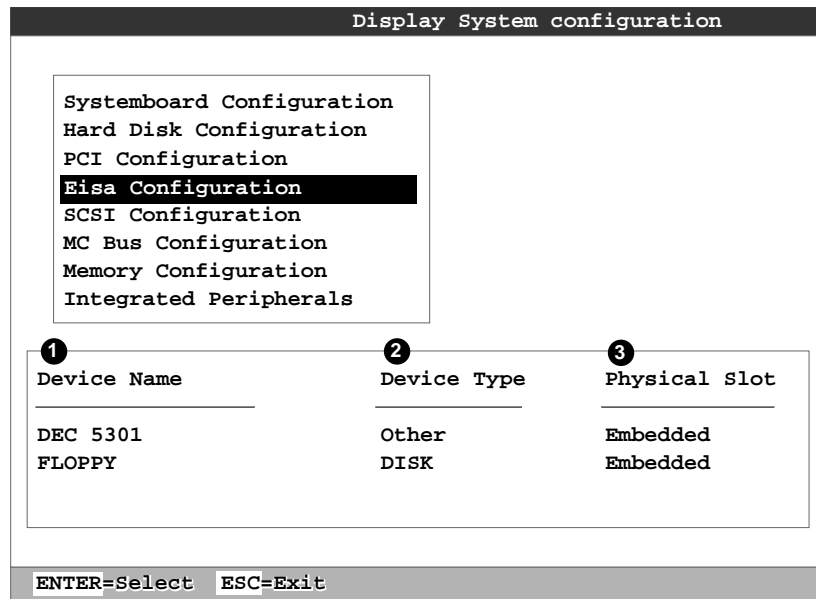 Display System configuration
Systemboard Configuration
Hard Disk Configuration
PCI Configuration
Eisa Configuration
SCSI Configuration
MC Bus Configuration
Memory Configuration
Integrated Peripherals
1 2 3
Device Name Device Type Physical Slot
DEC 5301 Other Embedded
FLOPPY DISK Embedded
ENTER=Select ESC=Exit